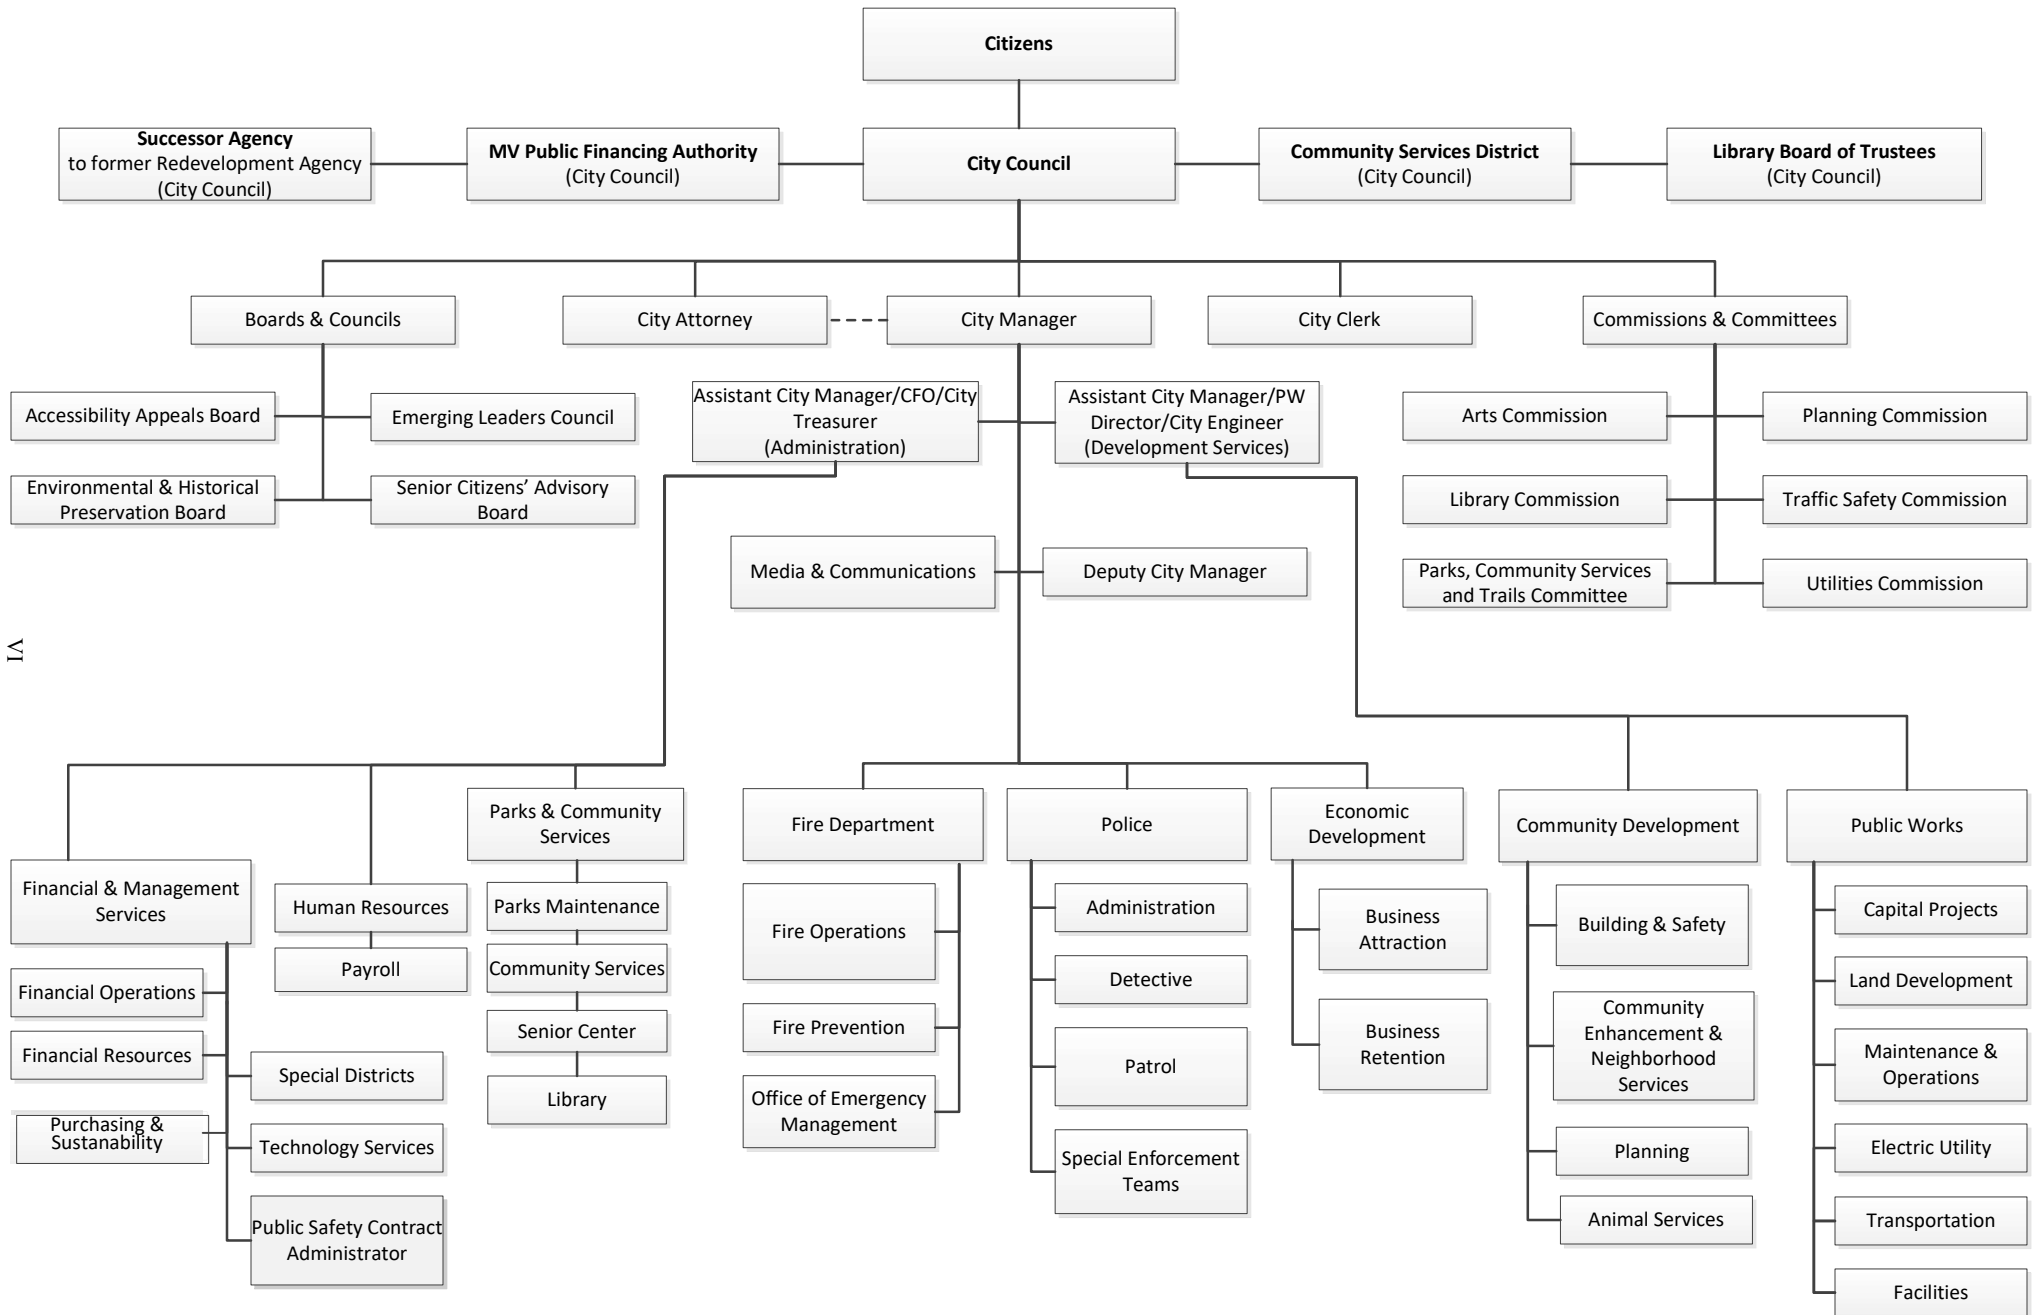 Citizens
Successor Agency
to former Redevelopment Agency
(City Council)
MV Public Financing Authority
(City Council)
City Council
Community Services District
(City Council)
Library Board of Trustees
(City Council)
Boards & Councils
City Attorney
City Manager
City Clerk
Commissions & Committees
Accessibility Appeals Board
Emerging Leaders Council
Environmental & Historical
Preservation Board
Senior Citizens’ Advisory
Board
Assistant City Manager/CFO/City
Treasurer
(Administration)
Assistant City Manager/PW
Director/City Engineer
(Development Services)
Arts Commission
Planning Commission
Library Commission
Traffic Safety Commission
Parks, Community Services
and Trails Committee
Utilities Commission
Media & Communications
Deputy City Manager
VI
Financial & Management
Services
Financial Operations
Financial Resources
Purchasing &
Sustanability
Special Districts
Technology Services
Public Safety Contract
Administrator
Human Resources
Payroll
Parks & Community
Services
Parks Maintenance
Community Services
Senior Center
Library
Fire Department
Fire Operations
Fire Prevention
Office of Emergency
Management
Police
Administration
Detective
Patrol
Special Enforcement
Teams
Economic
Development
Business
Attraction
Business
Retention
Community Development
Building & Safety
Community
Enhancement &
Neighborhood
Services
Planning
Animal Services
Public Works
Capital Projects
Land Development
Maintenance &
Operations
Electric Utility
Transportation
Facilities